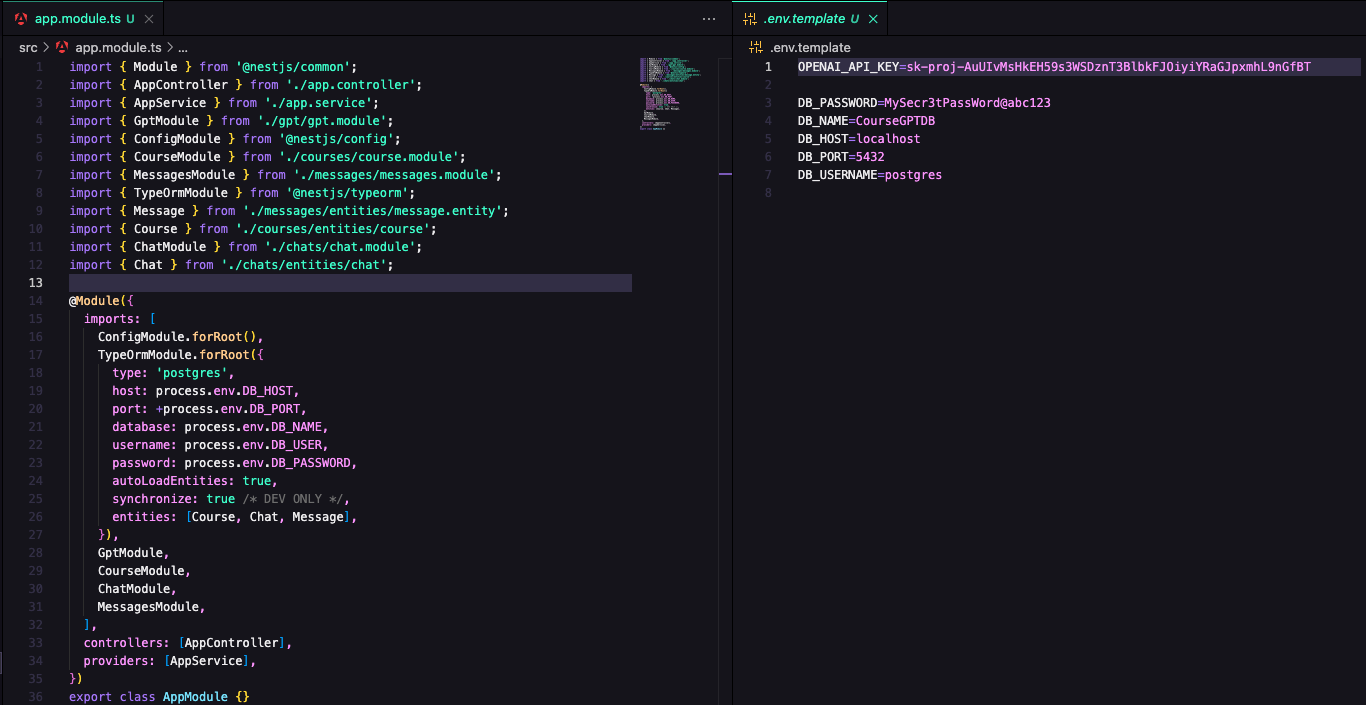 app.module.ts U
src > app.module.ts > ...
1 import { Module } from '@nestjs/common';
2 import { AppController } from './app.controller';
3 import { AppService } from './app.service';
4 import { GptModule } from './gpt/gpt.module';
5 import { ConfigModule } from '@nestjs/config';
6 import { CourseModule } from './courses/course.module';
7 import { MessagesModule } from './messages/messages.module';
8 import { TypeOrmModule } from '@nestjs/typeorm';
9 import { Message } from './messages/entities/message.entity';
10 import { Course } from './courses/entities/course';
11 import { ChatModule } from './chats/chat.module';
12 import { Chat } from './chats/entities/chat';
13
14 @Module({
15   imports: [
16     ConfigModule.forRoot(),
17     TypeOrmModule.forRoot({
18       type: 'postgres',
19       host: process.env.DB_HOST,
20       port: +process.env.DB_PORT,
21       database: process.env.DB_NAME,
22       username: process.env.DB_USER,
23       password: process.env.DB_PASSWORD,
24       autoLoadEntities: true,
25       synchronize: true /* DEV ONLY */,
26       entities: [Course, Chat, Message],
27     }),
28     GptModule,
29     CourseModule,
30     ChatModule,
31     MessagesModule,
32   ],
33   controllers: [AppController],
34   providers: [AppService],
35 })
36 export class AppModule {}
.env.template U
.env.template
1 OPENAI_API_KEY=sk-proj-AuUIvMsHkEH59s3WSDznT3BlbkFJOiyiYRaGJpxmhL9nGfBT
2
3 DB_PASSWORD=MySecr3tPassWord@abc123
4 DB_NAME=CourseGPTDB
5 DB_HOST=localhost
6 DB_PORT=5432
7 DB_USERNAME=postgres
8